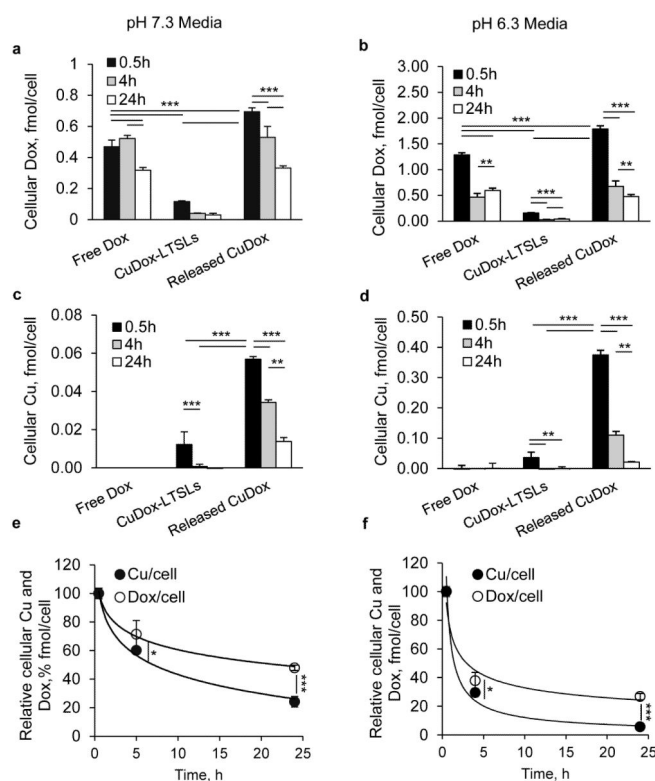 pH 7.3 Media
pH 6.3 Media
a
0.5h
4h
24h
***
***
Cellular Dox, fmol/cell
1
0.8
0.6
0.4
0.2
0
Free Dox
CuDox-LTSLs
Released CuDox
b
0.5h
4h
24h
***
***
**
***
**
Cellular Dox, fmol/cell
3.00
2.50
2.00
1.50
1.00
0.50
0.00
Free Dox
CuDox-LTSLs
Released CuDox
c
0.5h
4h
24h
***
***
**
***
Cellular Cu, fmol/cell
0.08
0.06
0.04
0.02
0.00
Free Dox
CuDox-LTSLs
Released CuDox
d
0.5h
4h
24h
***
***
**
**
Cellular Cu, fmol/cell
0.50
0.40
0.30
0.20
0.10
0.00
Free Dox
CuDox-LTSLs
Released CuDox
e
Cu/cell
Dox/cell
*
***
Relative cellular Cu and
Dox,% fmol/cell
120
100
80
60
40
20
0
0 5 10 15 20 25
Time, h
f
Cu/cell
Dox/cell
*
***
Relative cellular Cu and
Dox, % fmol/cell
120
100
80
60
40
20
0
0 5 10 15 20 25
Time, h